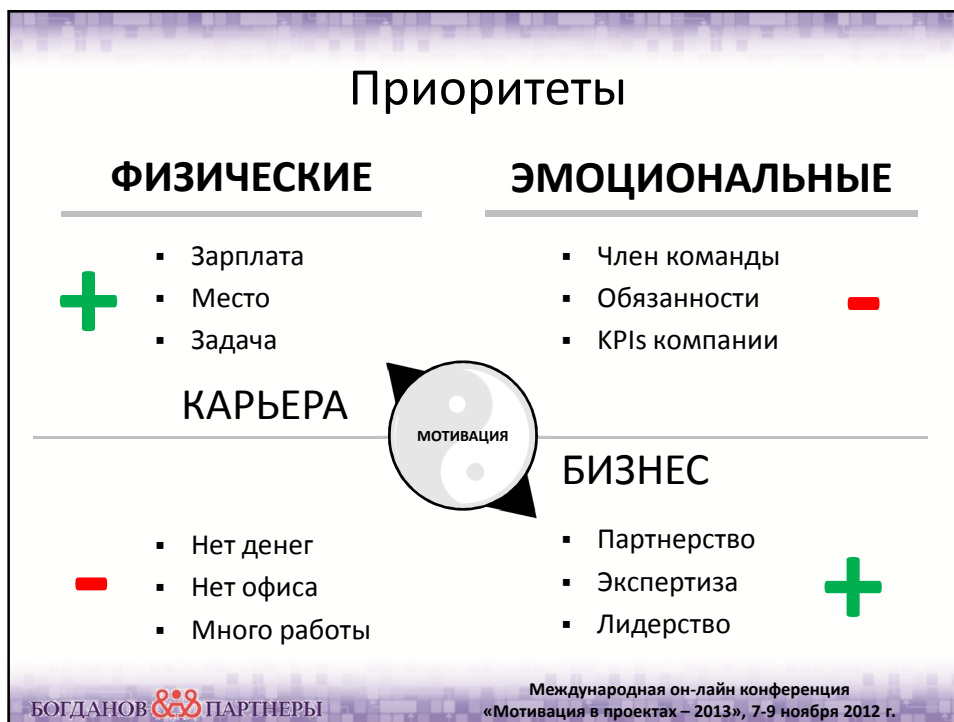 Приоритеты
ФИЗИЧЕСКИЕ
▪ Зарплата
▪ Место
▪ Задача
ЭМОЦИОНАЛЬНЫЕ
▪ Член команды
▪ Обязанности
▪ KPIs компании
+
-
КАРЬЕРА
МОТИВАЦИЯ
БИЗНЕС
▪ Нет денег
▪ Нет офиса
▪ Много работы
▪ Партнерство
▪ Экспертиза
▪ Лидерство
-
+
БОГДАНОВ & ПАРТНЕРЫ
Международная он-лайн конференция
«Мотивация в проектах – 2013», 7-9 ноября 2012 г.